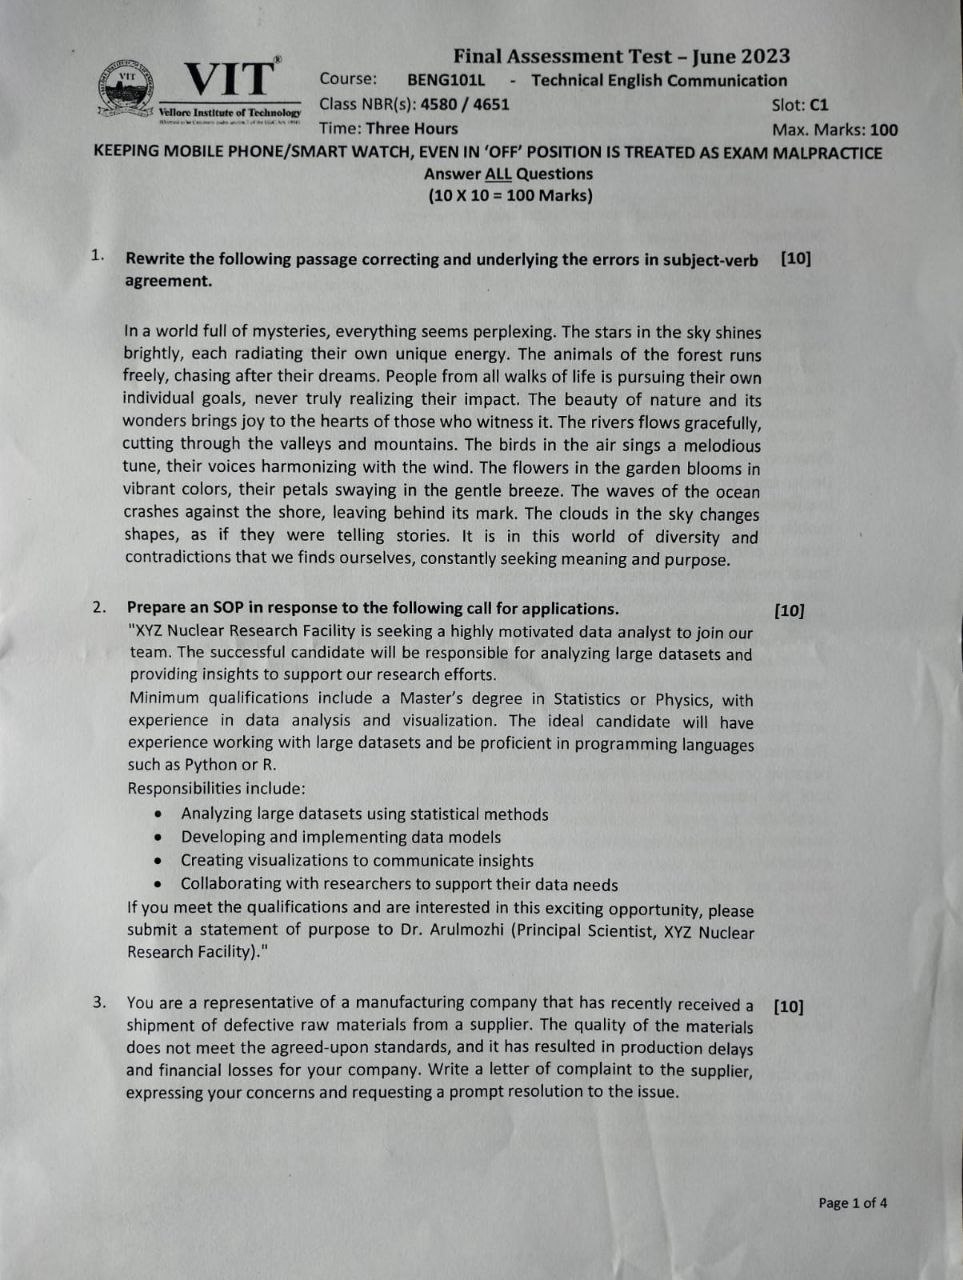 Final Assessment Test – June 2023
VIT®
Vellore Institute of Technology
Course: BENG101L - Technical English Communication
Class NBR(s): 4580 / 4651 Slot: C1
Time: Three Hours Max. Marks: 100
KEEPING MOBILE PHONE/SMART WATCH, EVEN IN 'OFF' POSITION IS TREATED AS EXAM MALPRACTICE
Answer ALL Questions
(10 X 10 = 100 Marks)
1. Rewrite the following passage correcting and underlying the errors in subject-verb [10]
agreement.
In a world full of mysteries, everything seems perplexing. The stars in the sky shines
brightly, each radiating their own unique energy. The animals of the forest runs
freely, chasing after their dreams. People from all walks of life is pursuing their own
individual goals, never truly realizing their impact. The beauty of nature and its
wonders brings joy to the hearts of those who witness it. The rivers flows gracefully,
cutting through the valleys and mountains. The birds in the air sings a melodious
tune, their voices harmonizing with the wind. The flowers in the garden blooms in
vibrant colors, their petals swaying in the gentle breeze. The waves of the ocean
crashes against the shore, leaving behind its mark. The clouds in the sky changes
shapes, as if they were telling stories. It is in this world of diversity and
contradictions that we finds ourselves, constantly seeking meaning and purpose.
2. Prepare an SOP in response to the following call for applications. [10]
"XYZ Nuclear Research Facility is seeking a highly motivated data analyst to join our
team. The successful candidate will be responsible for analyzing large datasets and
providing insights to support our research efforts.
Minimum qualifications include a Master's degree in Statistics or Physics, with
experience in data analysis and visualization. The ideal candidate will have
experience working with large datasets and be proficient in programming languages
such as Python or R.
Responsibilities include:
• Analyzing large datasets using statistical methods
• Developing and implementing data models
• Creating visualizations to communicate insights
• Collaborating with researchers to support their data needs
If you meet the qualifications and are interested in this exciting opportunity, please
submit a statement of purpose to Dr. Arulmozhi (Principal Scientist, XYZ Nuclear
Research Facility)."
3. You are a representative of a manufacturing company that has recently received a [10]
shipment of defective raw materials from a supplier. The quality of the materials
does not meet the agreed-upon standards, and it has resulted in production delays
and financial losses for your company. Write a letter of complaint to the supplier,
expressing your concerns and requesting a prompt resolution to the issue.
Page 1 of 4